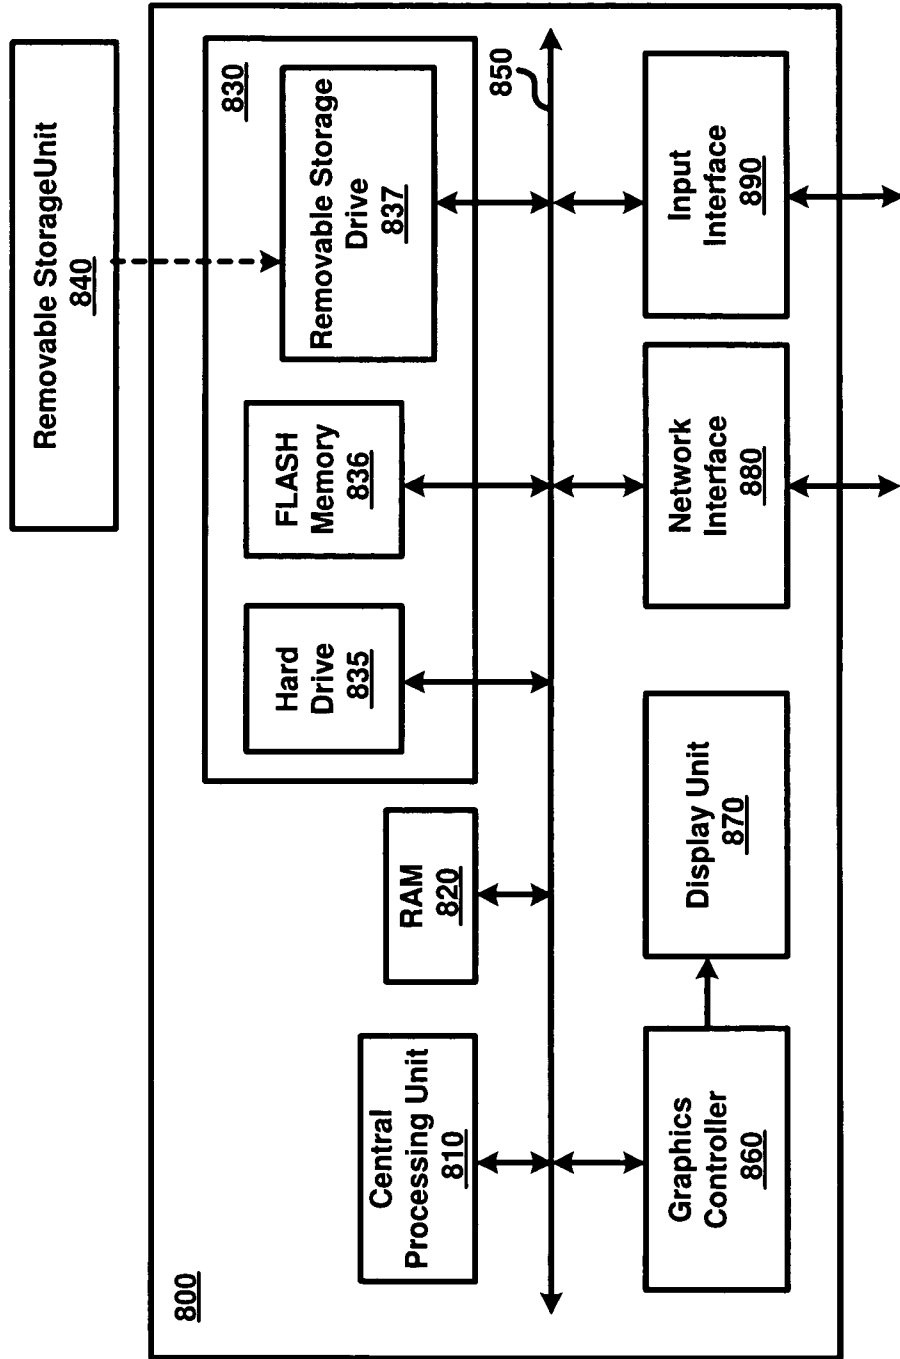 Removable StorageUnit
840
800
830
Central
Processing Unit
810
RAM
820
Hard
Drive
835
FLASH
Memory
836
Removable Storage
Drive
837
850
Graphics
Controller
860
Display Unit
870
Network
Interface
880
Input
Interface
890